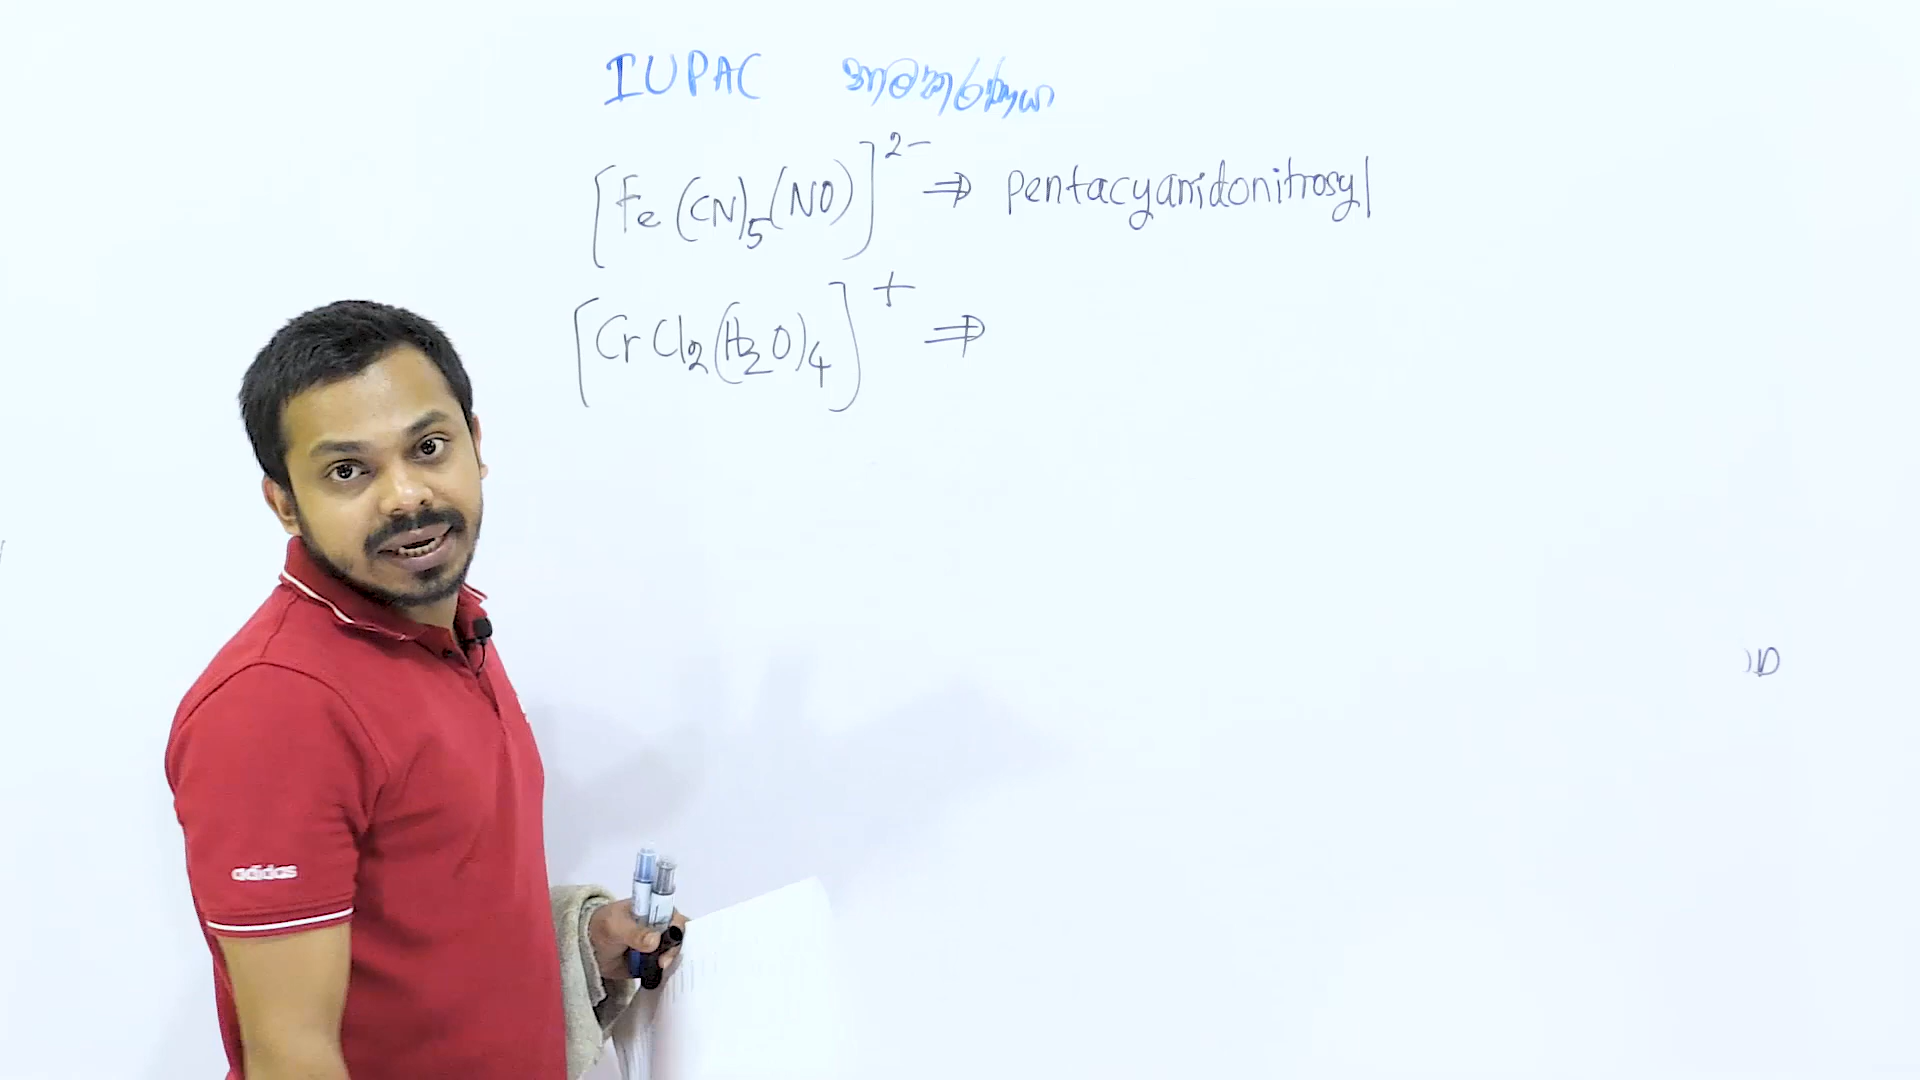 IUPAC නාමකරණය
[Fe(CN)₅(NO)]²⁻ ⇒ pentacyanidonitrosyl
[CrCl₂(H₂O)₄]⁺ ⇒
adidas